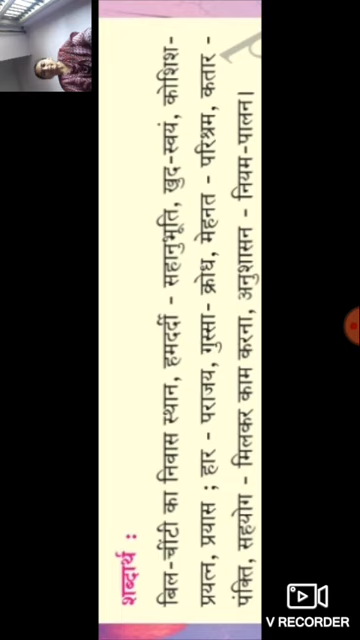 शब्दार्थ :
बिल-चींटी का निवास स्थान, हमदर्दी - सहानुभूति, खुद-स्वयं, कोशिश-
प्रयत्न, प्रयास ; हार - पराजय, गुस्सा- क्रोध, मेहनत - परिश्रम, कतार -
पंक्ति, सहयोग - मिलकर काम करना, अनुशासन - नियम-पालन।
V RECORDER